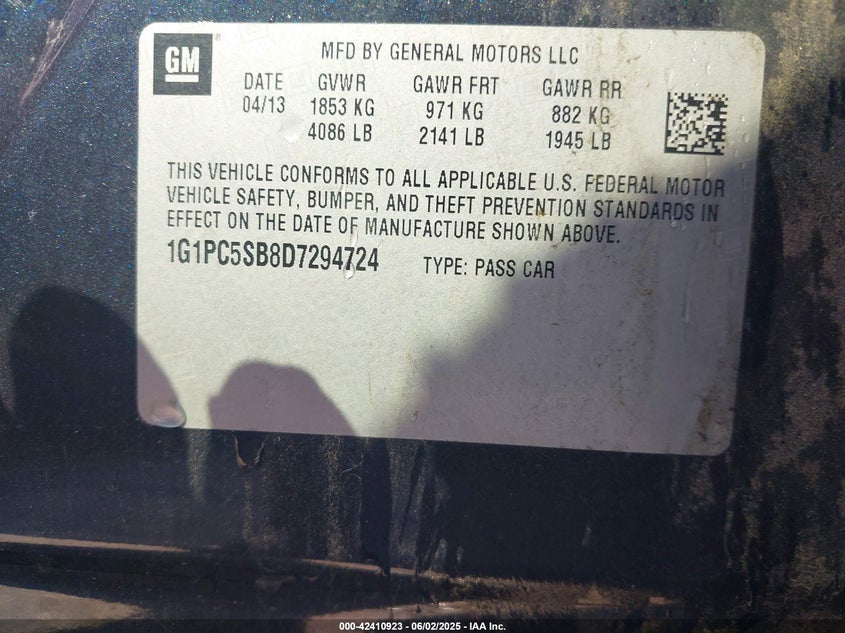 GM
MFD BY GENERAL MOTORS LLC
DATE GVWR GAWR FRT GAWR RR
04/13 1853 KG 971 KG 882 KG
4086 LB 2141 LB 1945 LB
THIS VEHICLE CONFORMS TO ALL APPLICABLE U.S. FEDERAL MOTOR
VEHICLE SAFETY, BUMPER, AND THEFT PREVENTION STANDARDS IN
EFFECT ON THE DATE OF MANUFACTURE SHOWN ABOVE.
1G1PC5SB8D7294724 TYPE: PASS CAR
000-42410923 - 06/02/2025 - IAA Inc.